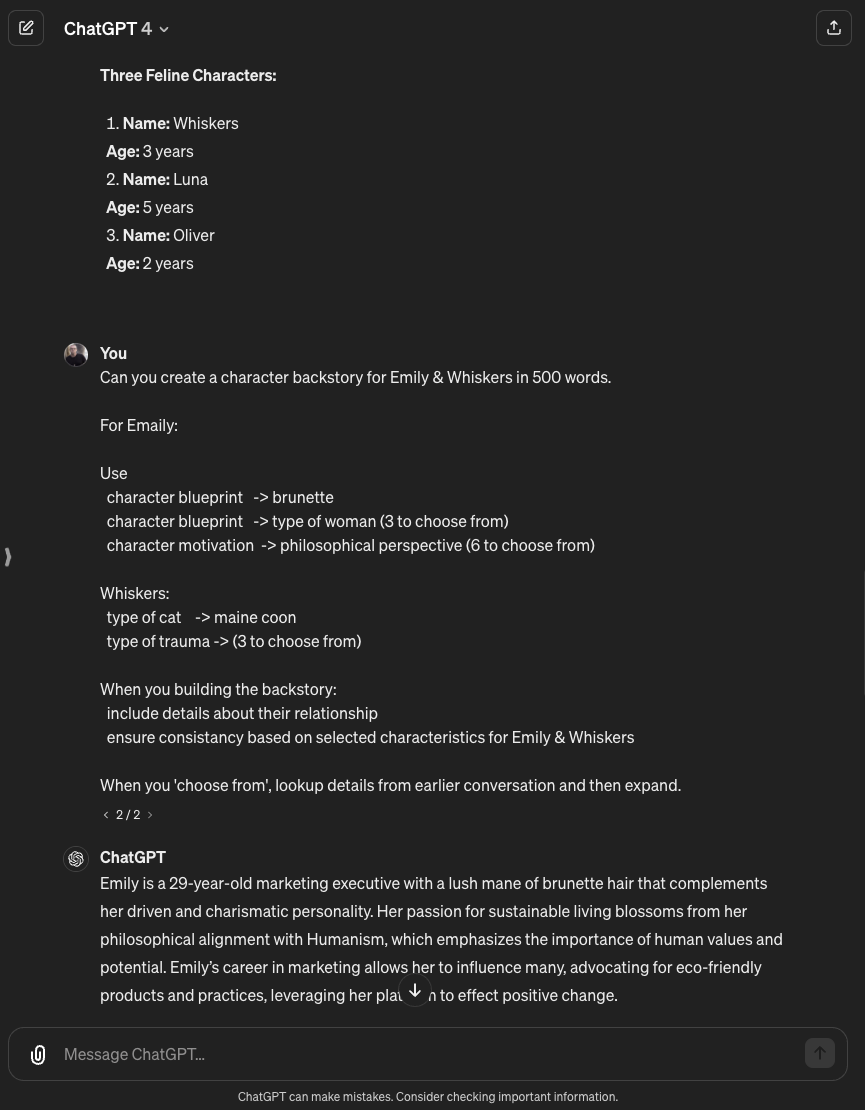 ChatGPT 4
Three Feline Characters:
1. Name: Whiskers
Age: 3 years
2. Name: Luna
Age: 5 years
3. Name: Oliver
Age: 2 years
You
Can you create a character backstory for Emily & Whiskers in 500 words.
For Emaily:
Use
character blueprint -> brunette
character blueprint -> type of woman (3 to choose from)
character motivation -> philosophical perspective (6 to choose from)
Whiskers:
type of cat -> maine coon
type of trauma -> (3 to choose from)
When you building the backstory:
include details about their relationship
ensure consistancy based on selected characteristics for Emily & Whiskers
When you 'choose from', lookup details from earlier conversation and then expand.
< 2 / 2 >
ChatGPT
Emily is a 29-year-old marketing executive with a lush mane of brunette hair that complements
her driven and charismatic personality. Her passion for sustainable living blossoms from her
philosophical alignment with Humanism, which emphasizes the importance of human values and
potential. Emily’s career in marketing allows her to influence many, advocating for eco-friendly
products and practices, leveraging her to effect positive change.
Message ChatGPT...
ChatGPT can make mistakes. Consider checking important information.